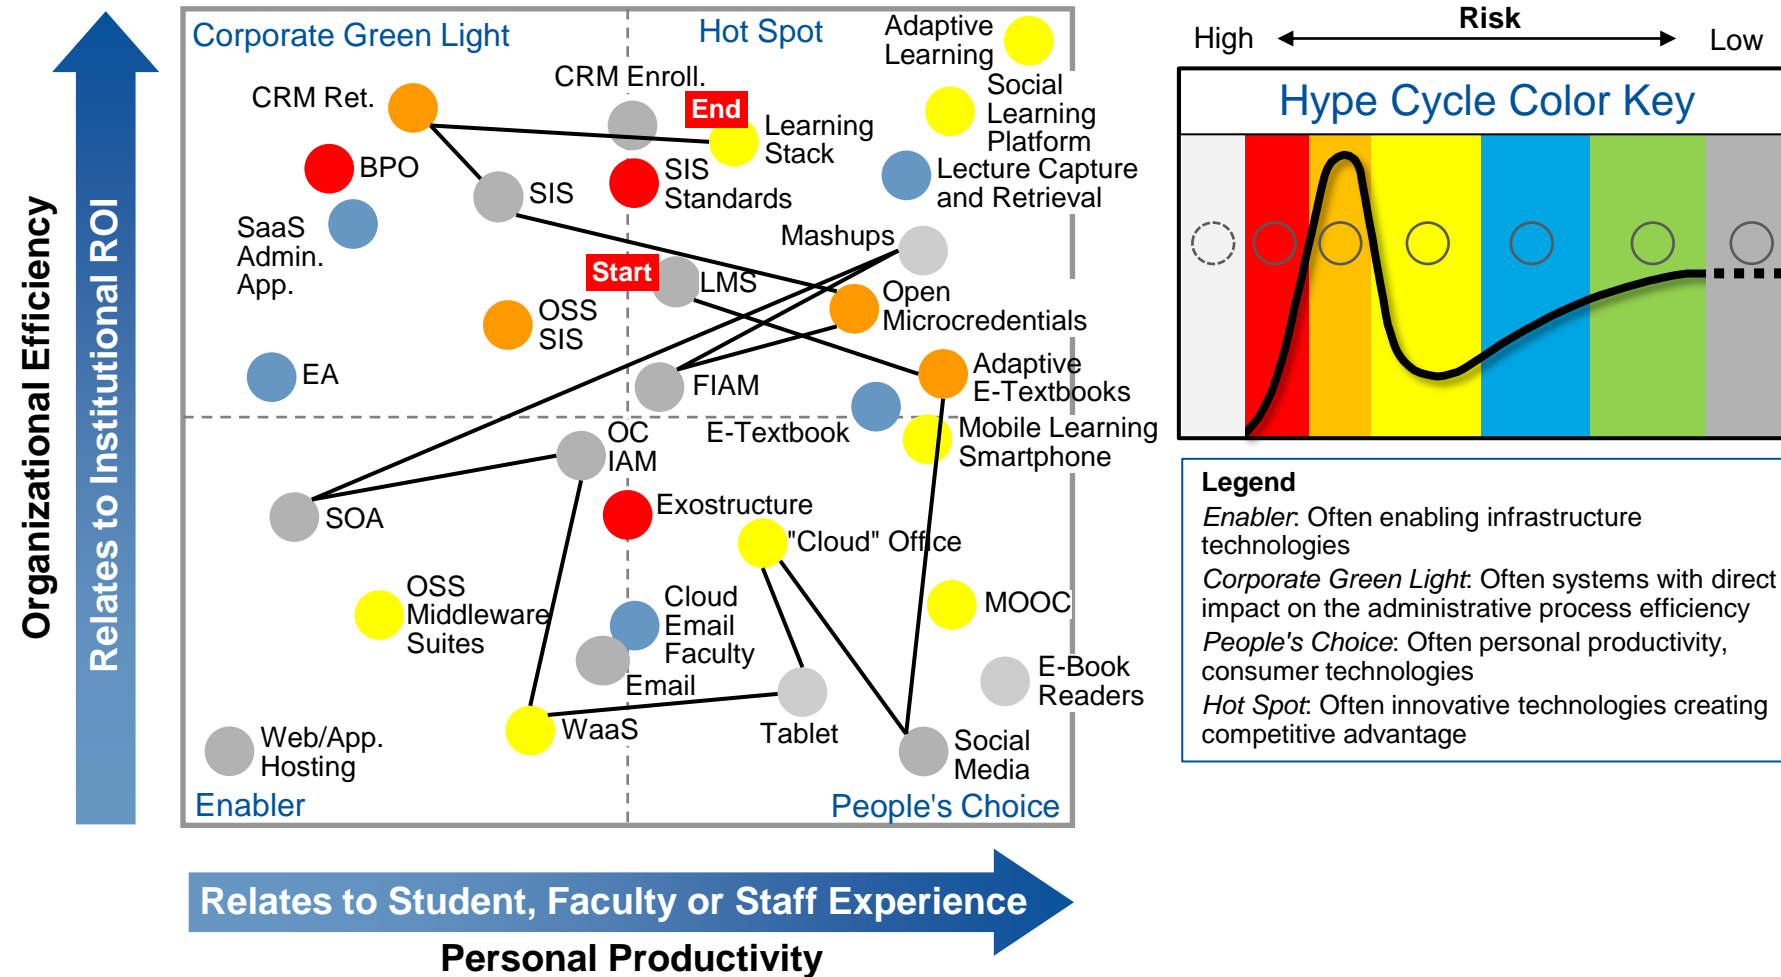 Organizational Efficiency
Relates to Institutional ROI
Corporate Green Light
Hot Spot
Adaptive
Learning
CRM Enroll.
CRM Ret.
End
Social
Learning
Platform
Learning
Stack
BPO
SIS
SIS
Standards
Lecture Capture
and Retrieval
SaaS
Admin.
App.
Mashups
Start
LMS
Open
Microcredentials
OSS
SIS
EA
FIAM
Adaptive
E-Textbooks
E-Textbook
OC
IAM
Mobile Learning
Smartphone
SOA
Exostructure
"Cloud" Office
OSS
Middleware
Suites
Cloud
Email
Faculty
MOOC
Email
E-Book
Readers
WaaS
Tablet
Web/App.
Hosting
Social
Media
Enabler
People's Choice
Relates to Student, Faculty or Staff Experience
Personal Productivity
Risk
High
Low
Hype Cycle Color Key
Legend
Enabler: Often enabling infrastructure
technologies
Corporate Green Light: Often systems with direct
impact on the administrative process efficiency
People's Choice: Often personal productivity,
consumer technologies
Hot Spot: Often innovative technologies creating
competitive advantage